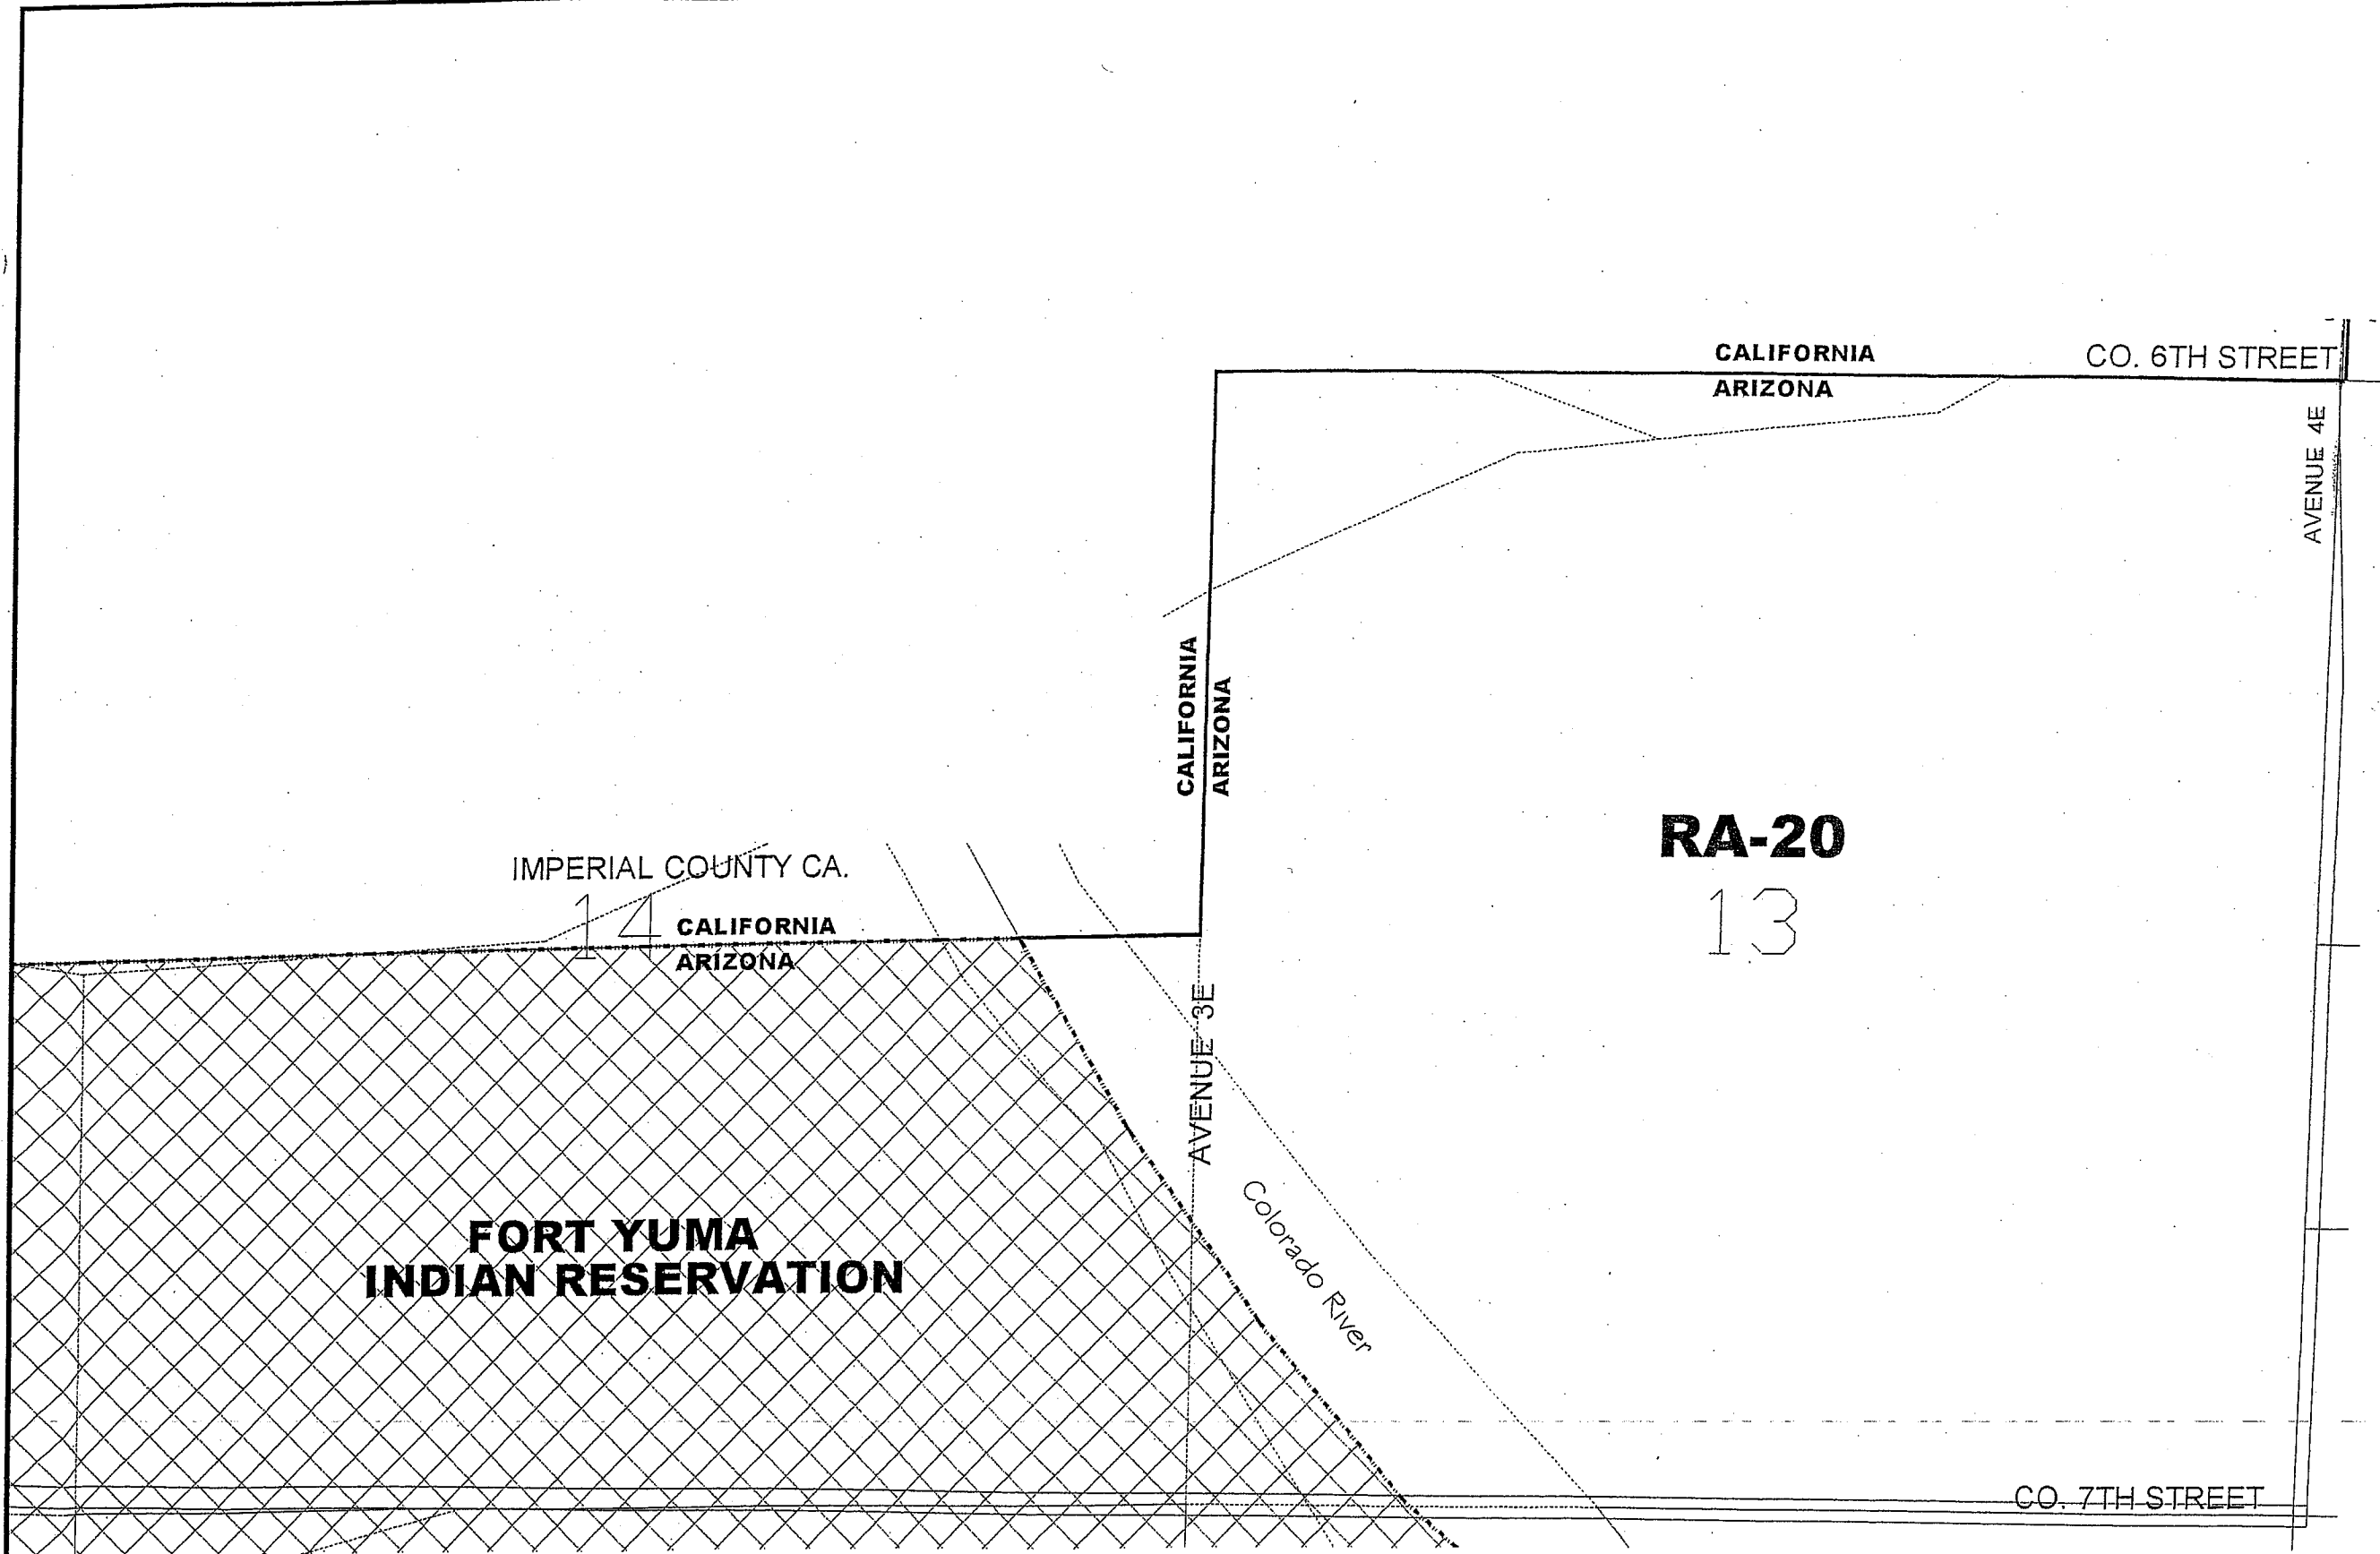 CALIFORNIA
CO. 6TH STREET
ARIZONA
AVENUE 4E
CALIFORNIA
ARIZONA
RA-20
13
IMPERIAL COUNTY CA.
14
CALIFORNIA
ARIZONA
AVENUE 3E
Colorado River
FORT YUMA
INDIAN RESERVATION
CO. 7TH STREET